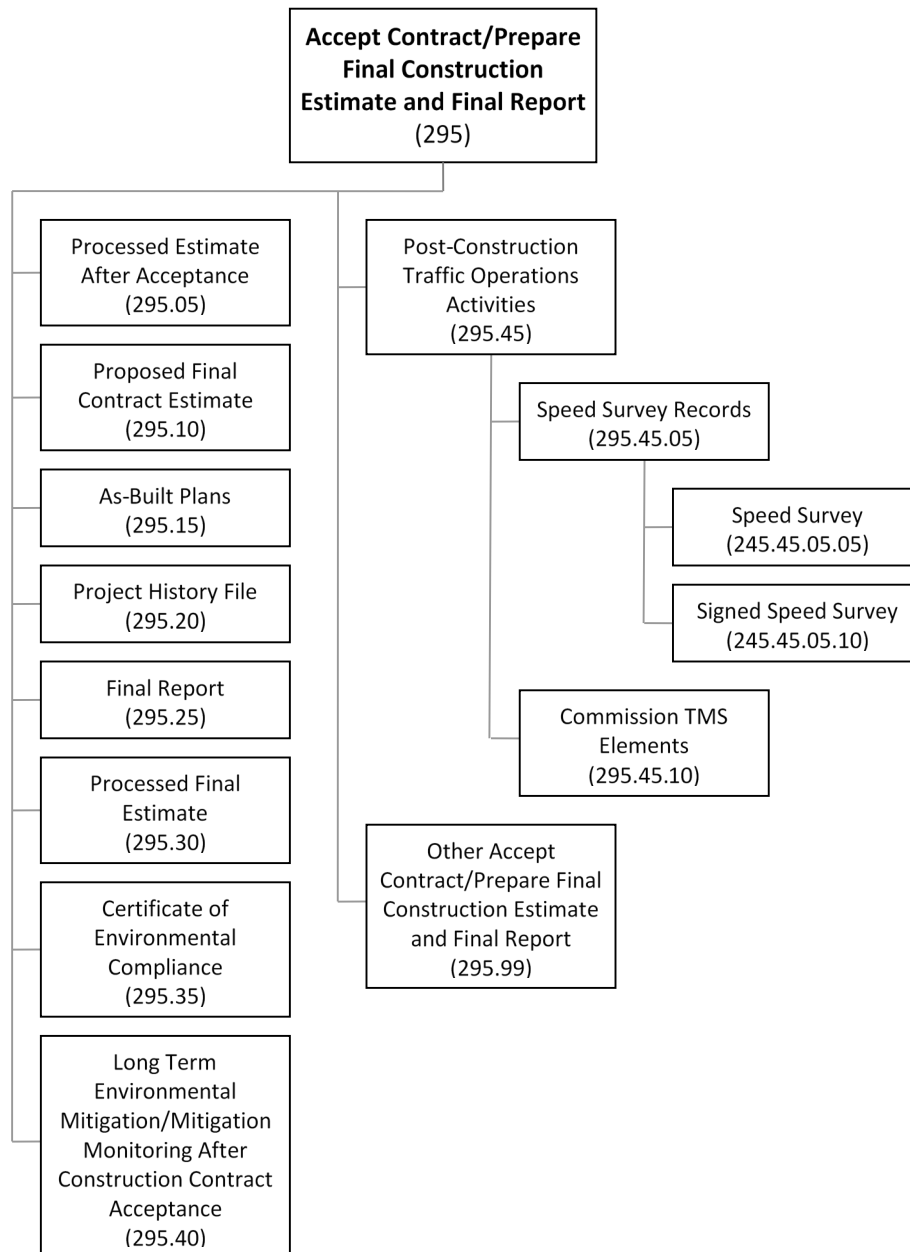 Accept Contract/Prepare
Final Construction
Estimate and Final Report
(295)
Processed Estimate
After Acceptance
(295.05)
Proposed Final
Contract Estimate
(295.10)
As-Built Plans
(295.15)
Project History File
(295.20)
Final Report
(295.25)
Processed Final
Estimate
(295.30)
Certificate of
Environmental
Compliance
(295.35)
Long Term
Environmental
Mitigation/Mitigation
Monitoring After
Construction Contract
Acceptance
(295.40)
Post-Construction
Traffic Operations
Activities
(295.45)
Speed Survey Records
(295.45.05)
Speed Survey
(245.45.05.05)
Signed Speed Survey
(245.45.05.10)
Commission TMS
Elements
(295.45.10)
Other Accept
Contract/Prepare Final
Construction Estimate
and Final Report
(295.99)